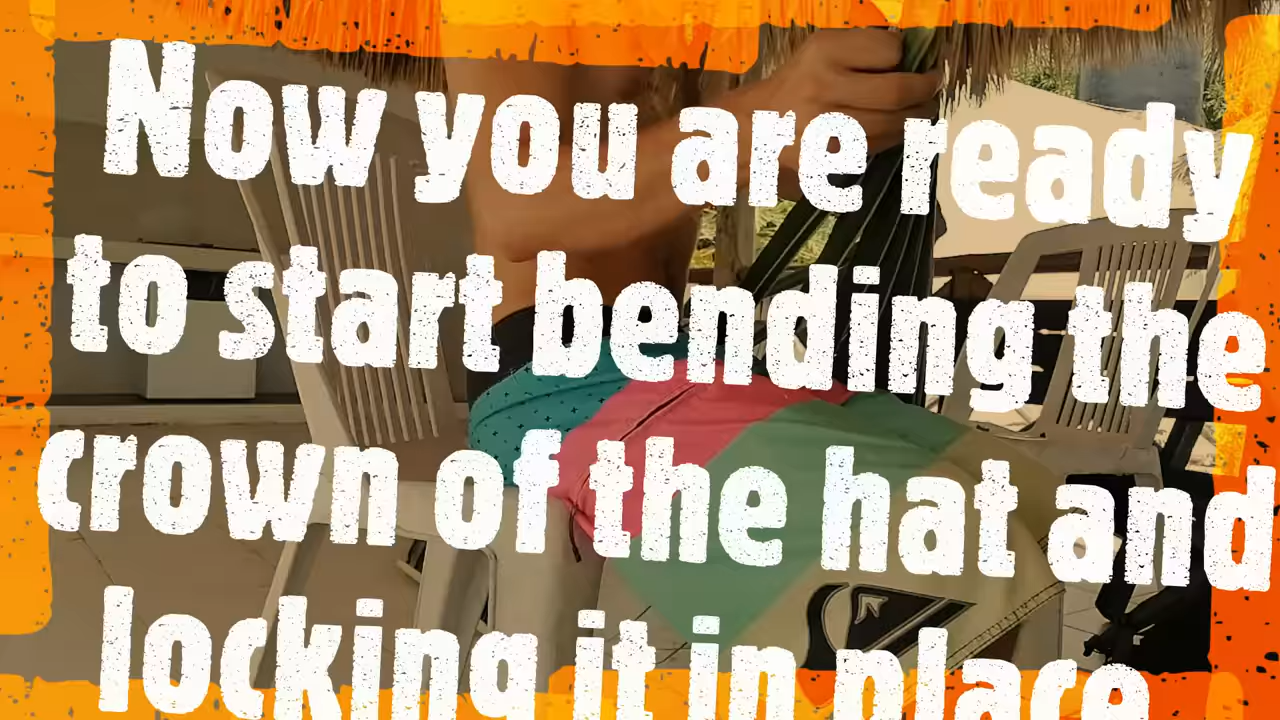 Now you are ready
to start bending the
crown of the hat and
locking it in place